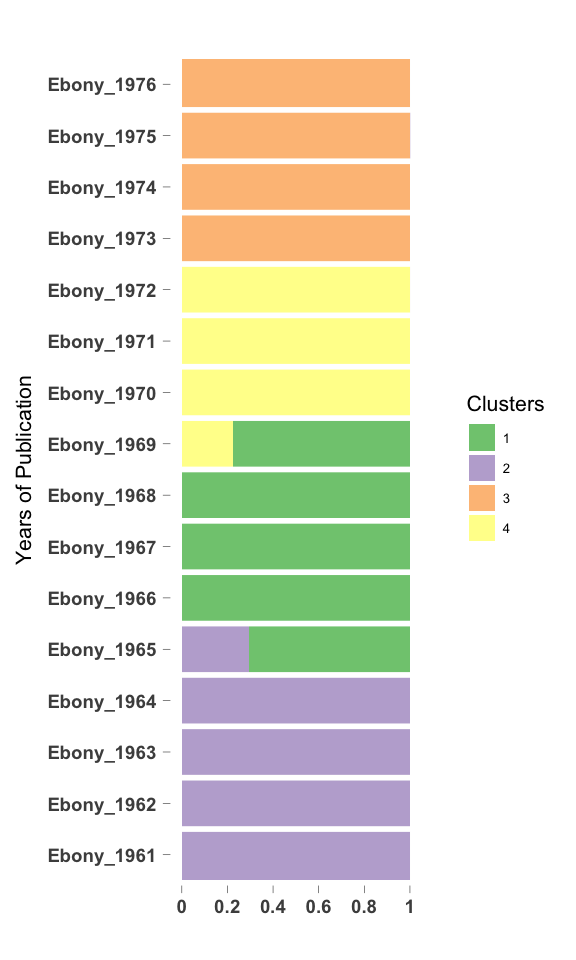 Ebony_1976
Ebony_1975
Ebony_1974
Ebony_1973
Ebony_1972
Ebony_1971
Ebony_1970
Ebony_1969
Ebony_1968
Ebony_1967
Ebony_1966
Ebony_1965
Ebony_1964
Ebony_1963
Ebony_1962
Ebony_1961
Years of Publication
0 0.2 0.4 0.6 0.8 1
Clusters
1
2
3
4